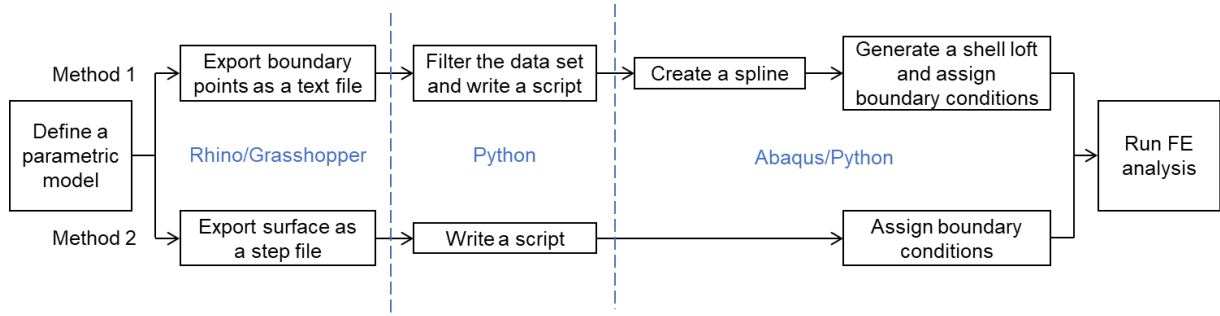 Method 1
Define a
parametric
model
Method 2
Export boundary
points as a text file
Rhino/Grasshopper
Export surface as
a step file
Filter the data set
and write a script
Python
Write a script
Create a spline
Generate a shell loft
and assign
boundary conditions
Abaqus/Python
Assign boundary
conditions
Run FE
analysis